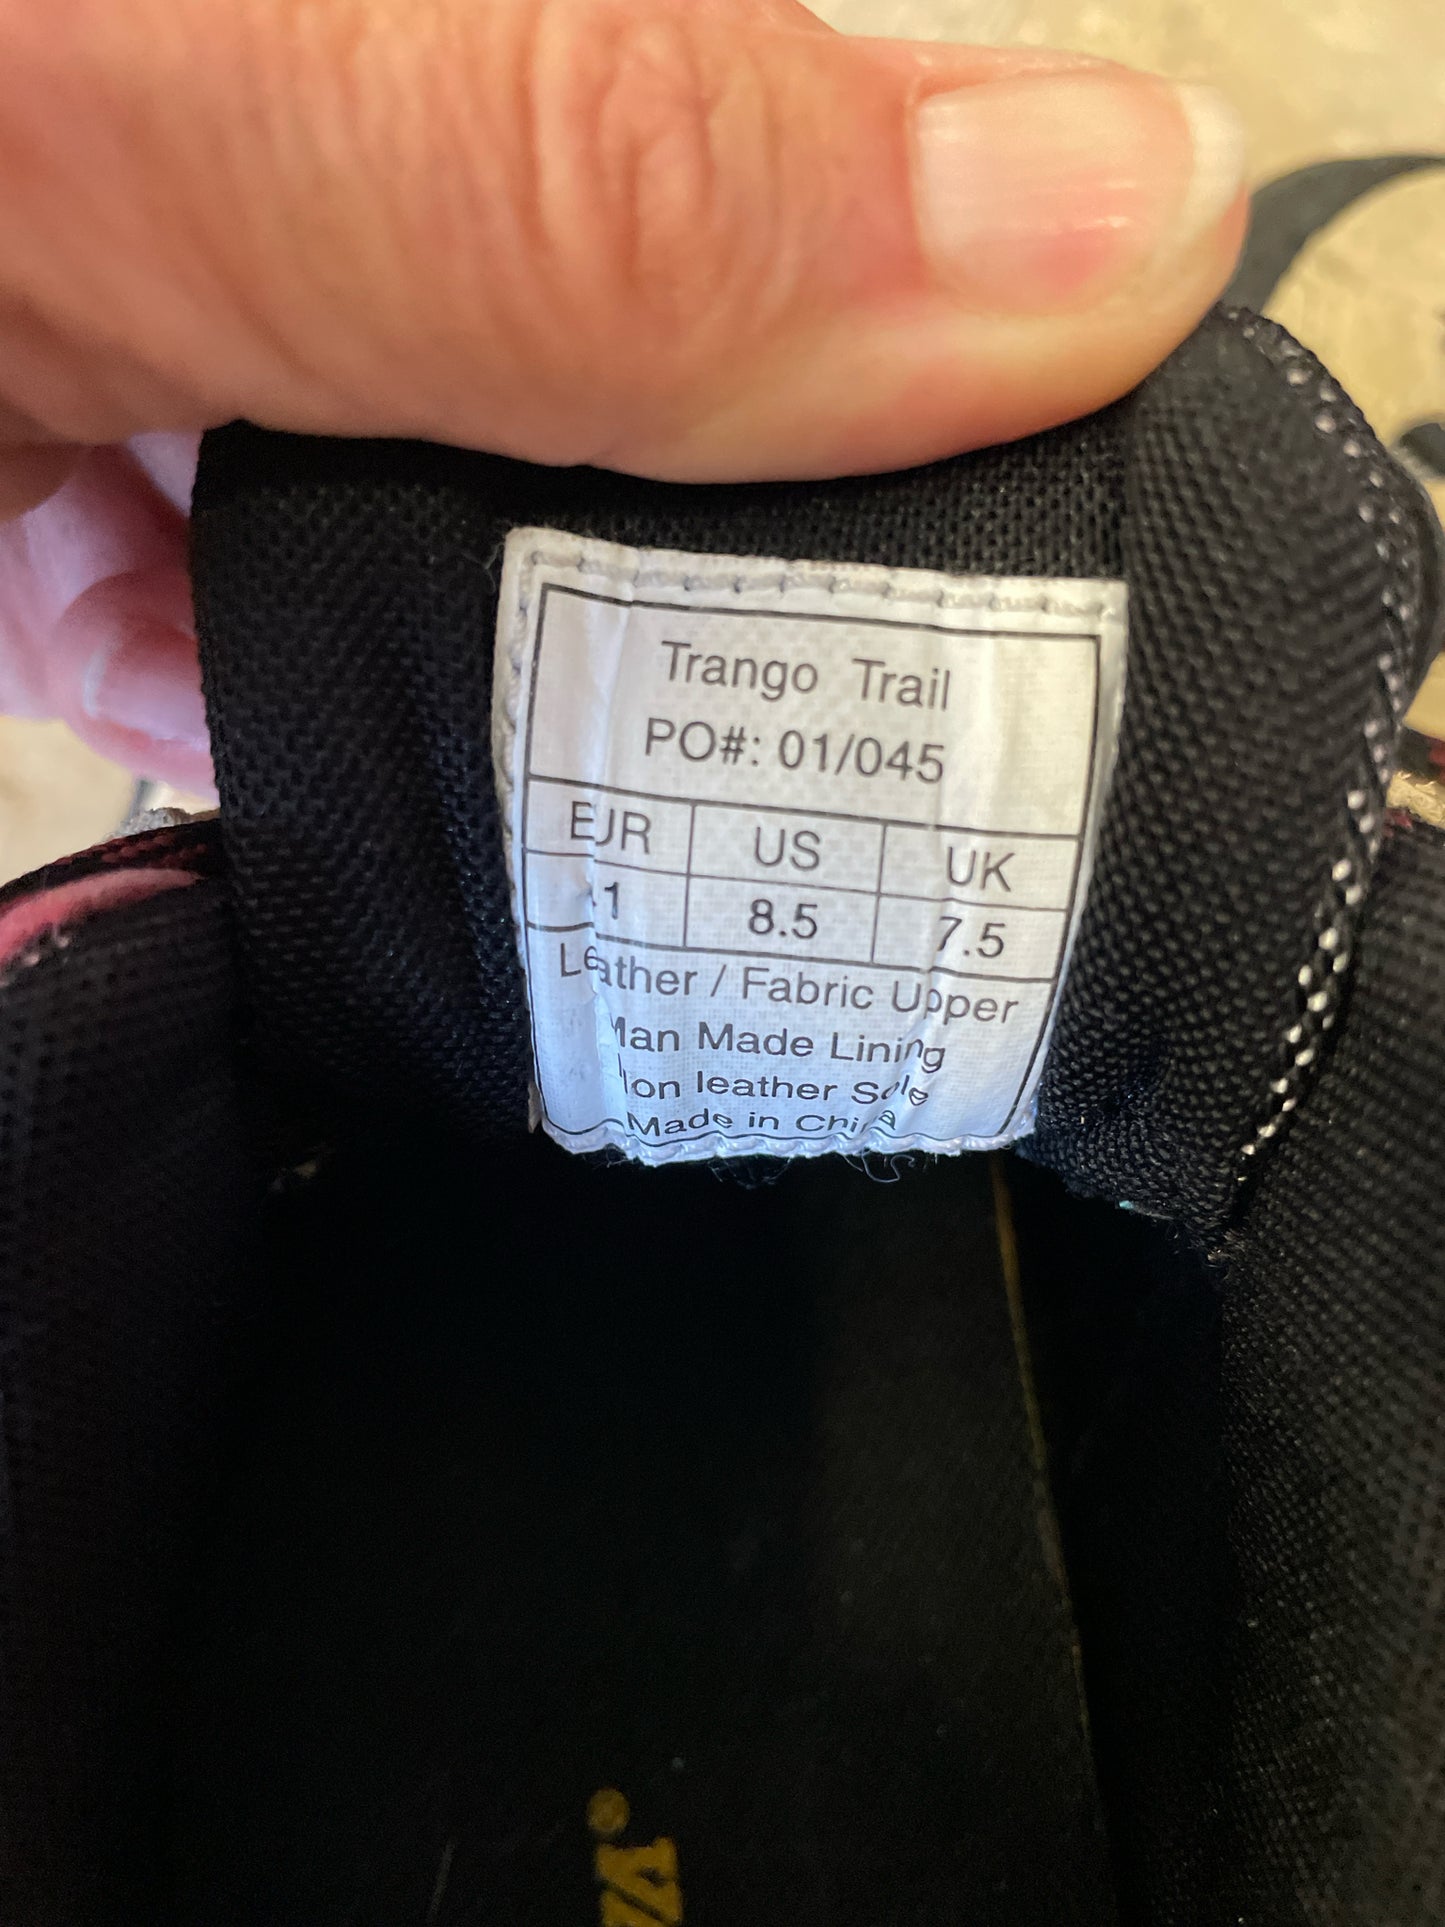 Trango Trail
PO#: 01/045
EUR US UK
8.5 7.5
Leather / Fabric Upper
Man Made Lining
Non leather Sole
Made in China